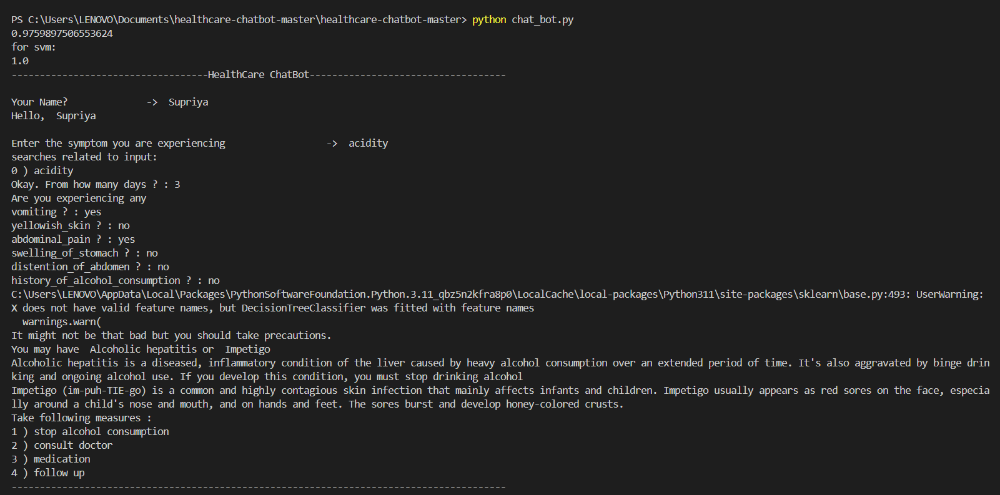 PS C:\Users\LENOVO\Documents\healthcare-chatbot-master\healthcare-chatbot-master> python chat_bot.py
0.9759897506553624
for svm:
1.0
-----------------------------------HealthCare ChatBot-----------------------------------
Your Name? -> Supriya
Hello, Supriya
Enter the symptom you are experiencing -> acidity
searches related to input:
0 ) acidity
Okay. From how many days ? : 3
Are you experiencing any
vomiting ? : yes
yellowish_skin ? : no
abdominal_pain ? : yes
swelling_of_stomach ? : no
distention_of_abdomen ? : no
history_of_alcohol_consumption ? : no
C:\Users\LENOVO\AppData\Local\Packages\PythonSoftwareFoundation.Python.3.11_qbz5n2kfra8p0\LocalCache\local-packages\Python311\site-packages\sklearn\base.py:493: UserWarning:
X does not have valid feature names, but DecisionTreeClassifier was fitted with feature names
warnings.warn(
It might not be that bad but you should take precautions.
You may have Alcoholic hepatitis or Impetigo
Alcoholic hepatitis is a diseased, inflammatory condition of the liver caused by heavy alcohol consumption over an extended period of time. It's also aggravated by binge drin
king and ongoing alcohol use. If you develop this condition, you must stop drinking alcohol
Impetigo (im-puh-TIE-go) is a common and highly contagious skin infection that mainly affects infants and children. Impetigo usually appears as red sores on the face, especia
lly around a child's nose and mouth, and on hands and feet. The sores burst and develop honey-colored crusts.
Take following measures :
1 ) stop alcohol consumption
2 ) consult doctor
3 ) medication
4 ) follow up
----------------------------------------------------------------------------------------